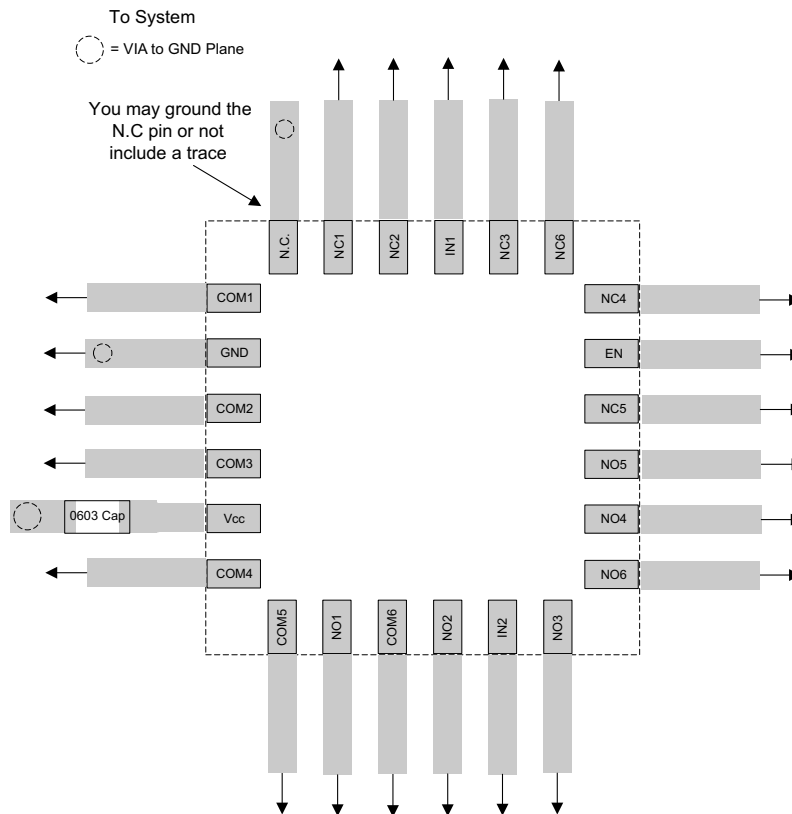 To System
= VIA to GND Plane
You may ground the
N.C pin or not
include a trace
N.C.
NC1
NC2
IN1
NC3
NC6
COM1
GND
COM2
COM3
0603 Cap
Vcc
COM4
NC4
EN
NC5
NO5
NO4
NO6
COM5
NO1
COM6
NO2
IN2
NO3